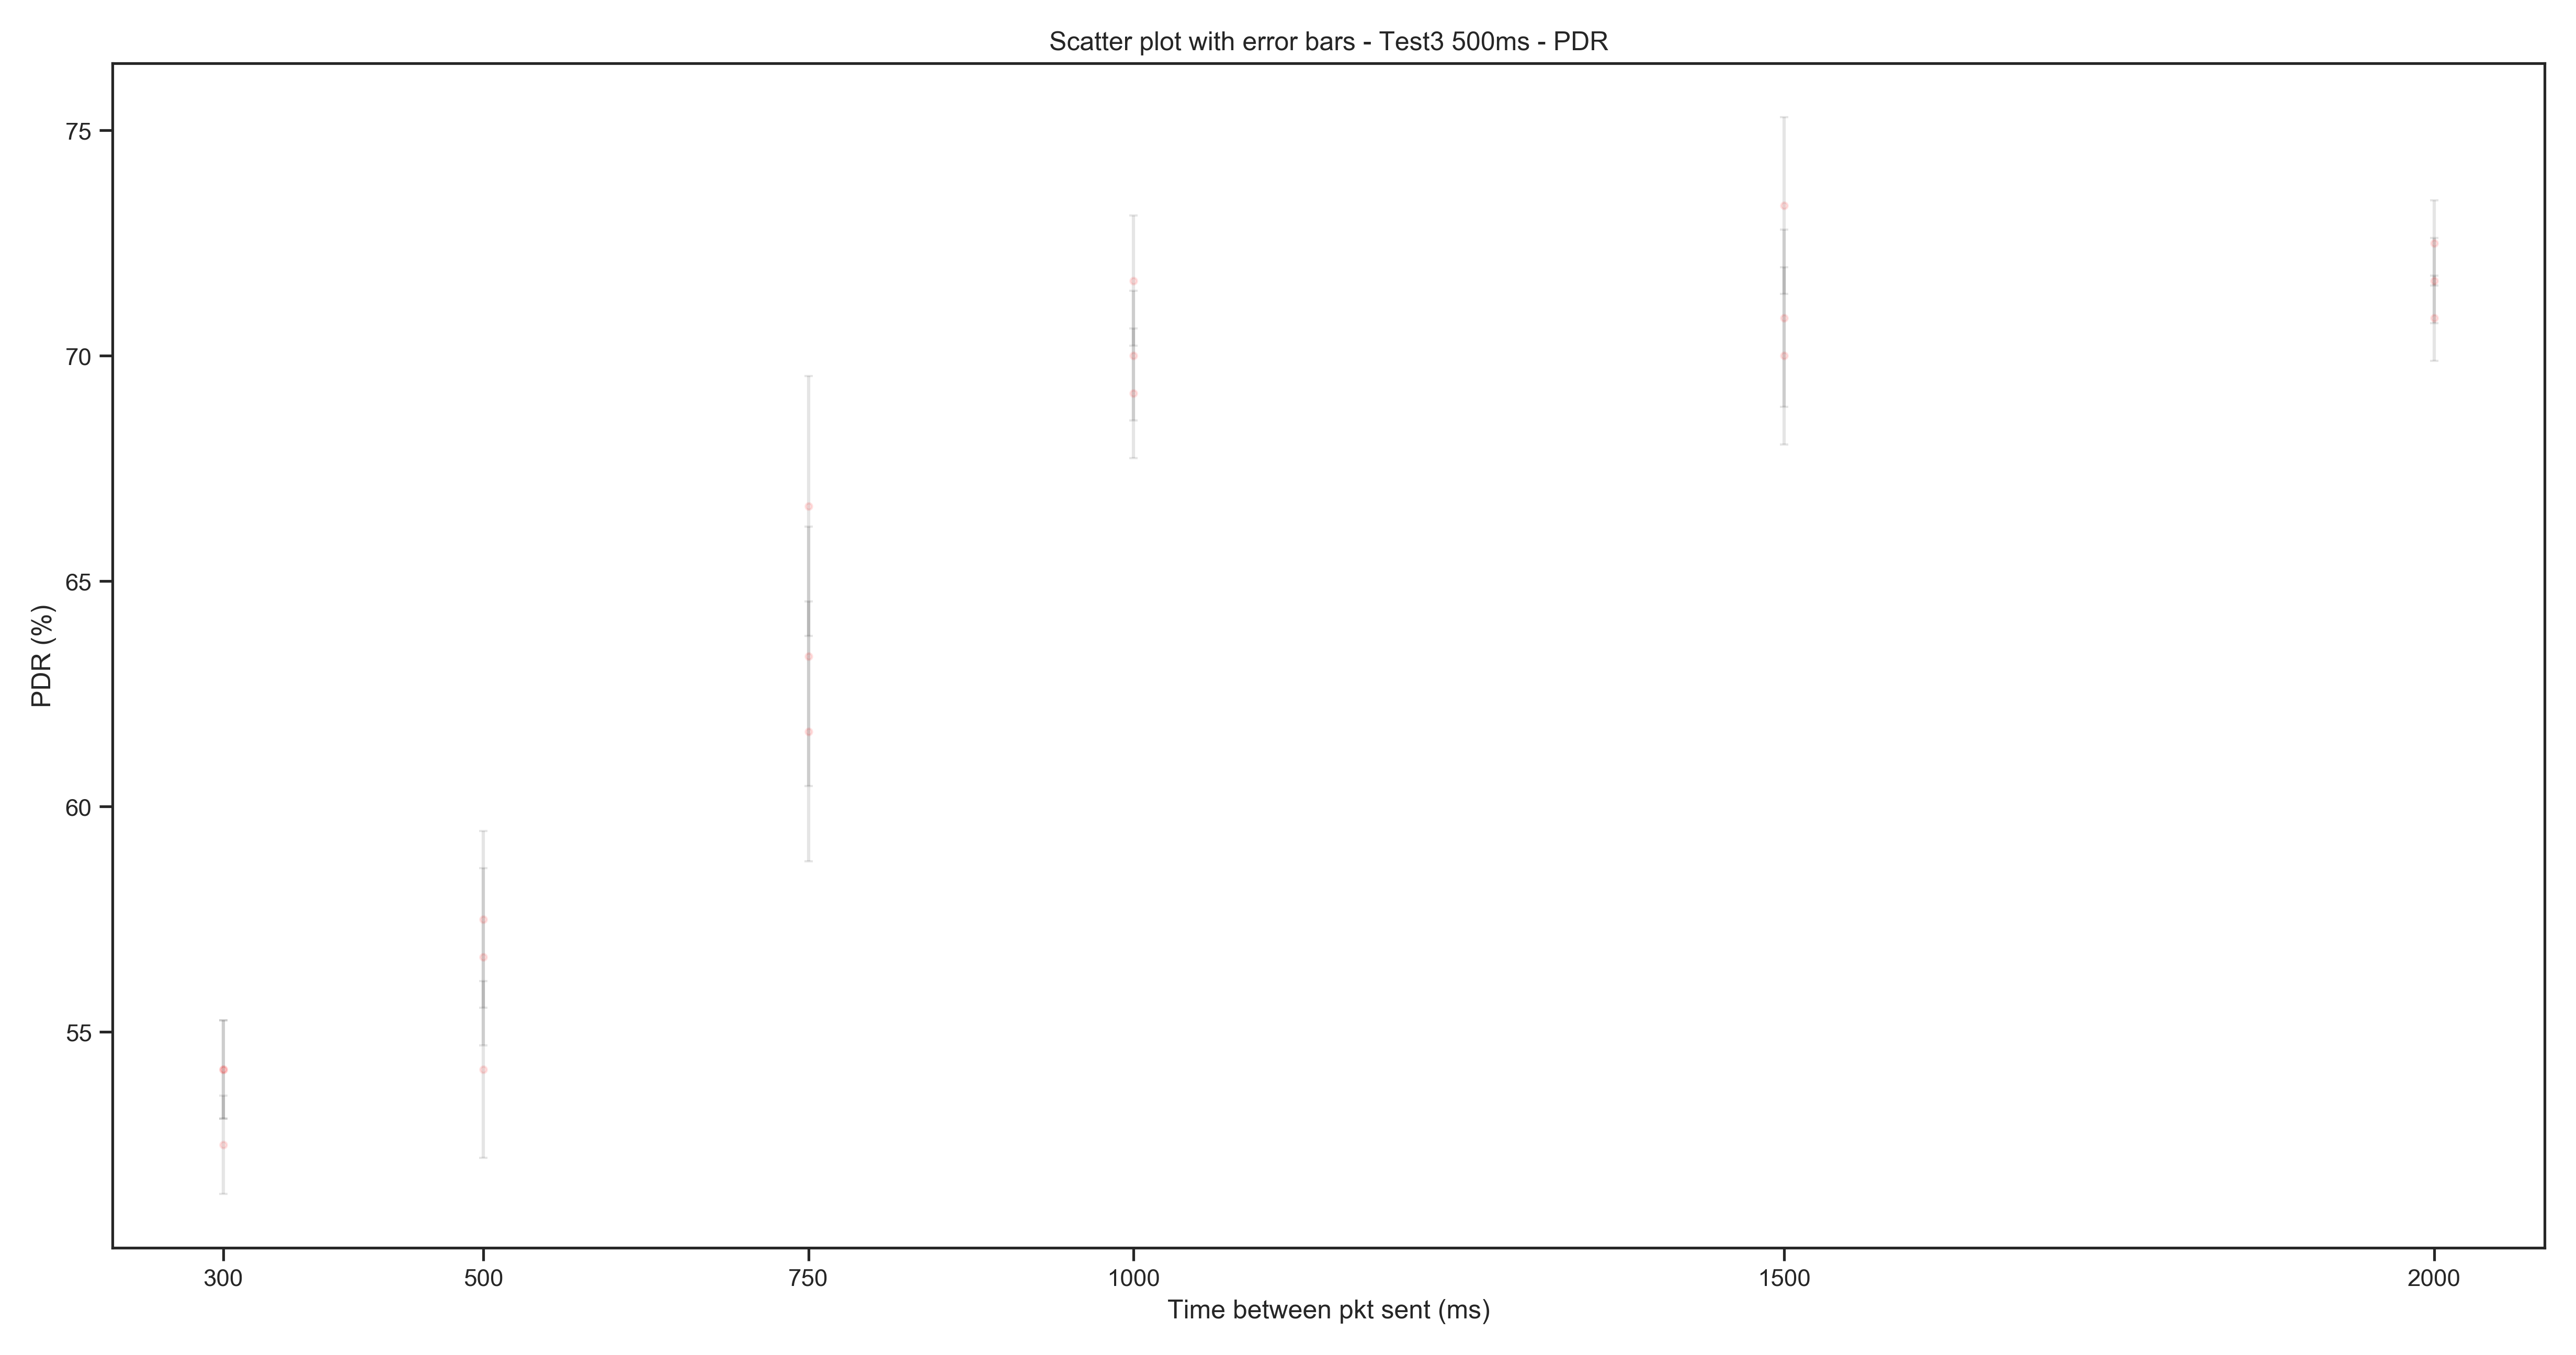 Scatter plot with error bars - Test3 500ms - PDR
75
70
65
60
55
PDR (%)
300 500 750 1000 1500 2000
Time between pkt sent (ms)